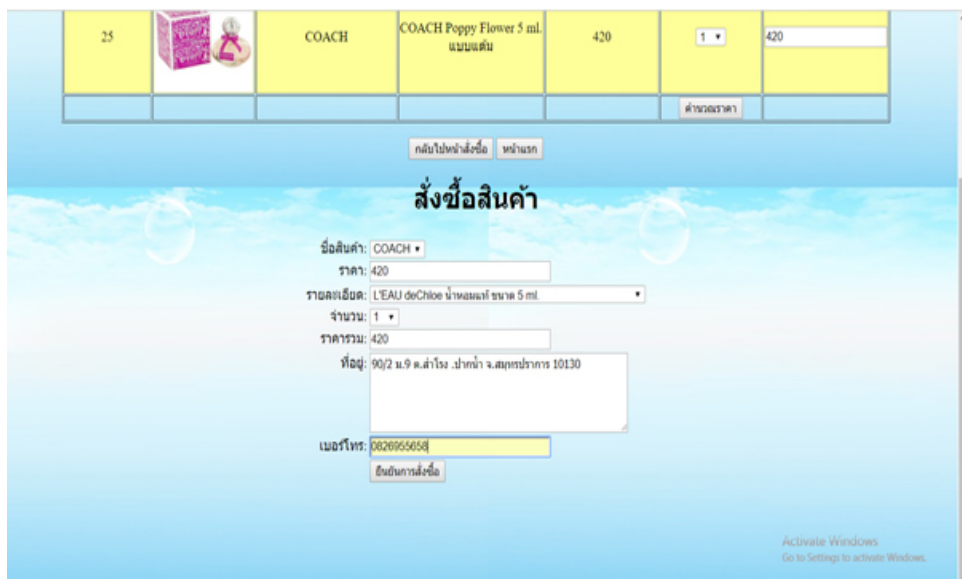 25 COACH COACH Poppy Flower 5 ml. 420 1 420
แบบแต้ม
คำนวณราคา
กลับไปหน้าสั่งซื้อ หน้าแรก
สั่งซื้อสินค้า
ชื่อสินค้า: COACH
ราคา: 420
รายละเอียด: L'EAU deChloe น้ำหอมแท้ ขนาด 5 ml.
จำนวน: 1
ราคารวม: 420
ที่อยู่: 90/2 ม.9 ต.สำโรง .ปากน้ำ จ.สมุทรปราการ 10130
เบอร์โทร: 0826955658
ยืนยันการสั่งซื้อ
Activate Windows
Go to Settings to activate Windows.